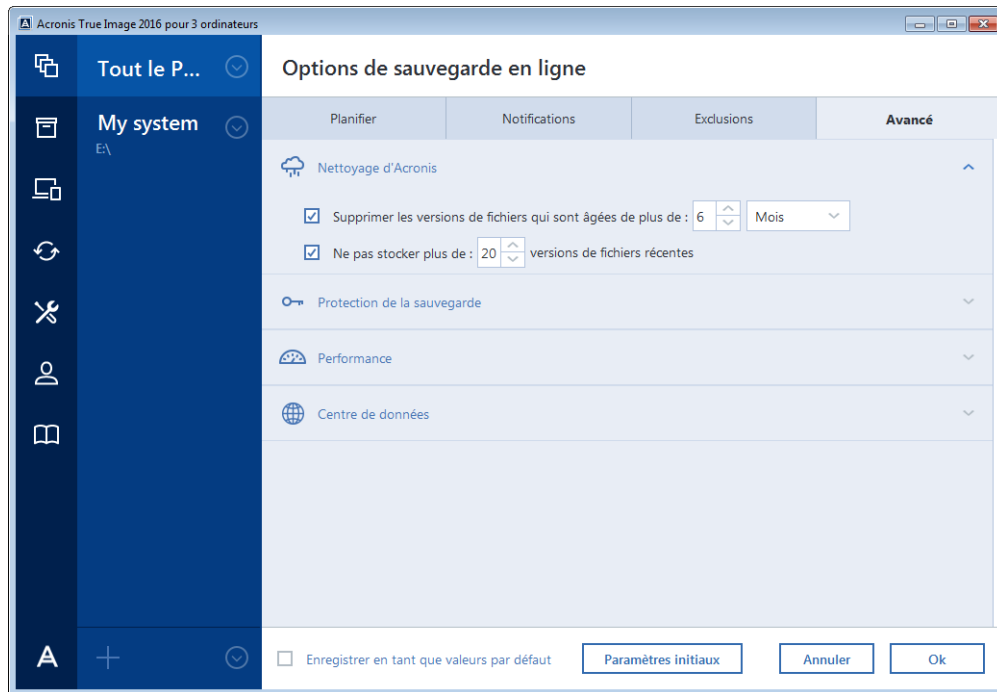 Acronis True Image 2016 pour 3 ordinateurs
Tout le P...
My system
E:\
Options de sauvegarde en ligne
Planifier
Notifications
Exclusions
Avancé
Nettoyage d'Acronis
Supprimer les versions de fichiers qui sont âgées de plus de : 6 Mois
Ne pas stocker plus de : 20 versions de fichiers récentes
Protection de la sauvegarde
Performance
Centre de données
Enregistrer en tant que valeurs par défaut
Paramètres initiaux
Annuler
Ok